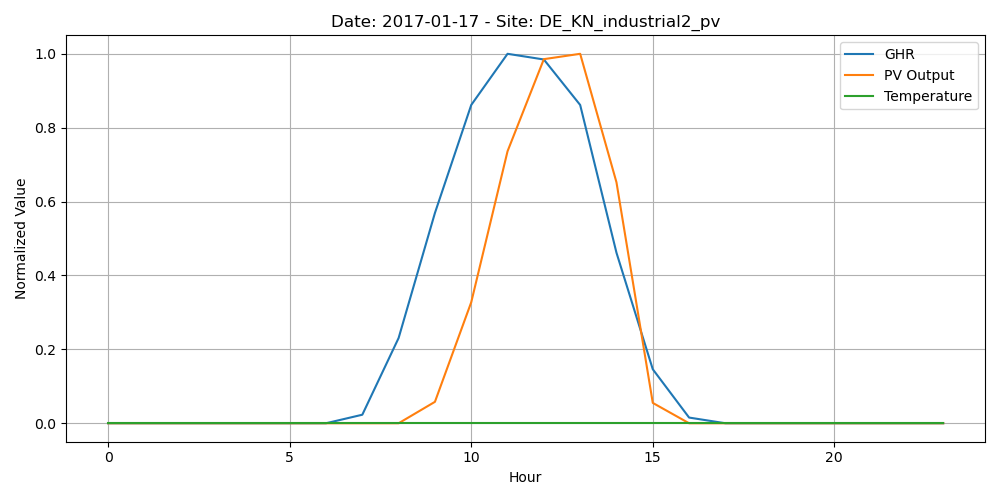 Date: 2017-01-17 - Site: DE_KN_industrial2_pv
GHR
PV Output
Temperature
Normalized Value
1.0
0.8
0.6
0.4
0.2
0.0
0 5 10 15 20
Hour